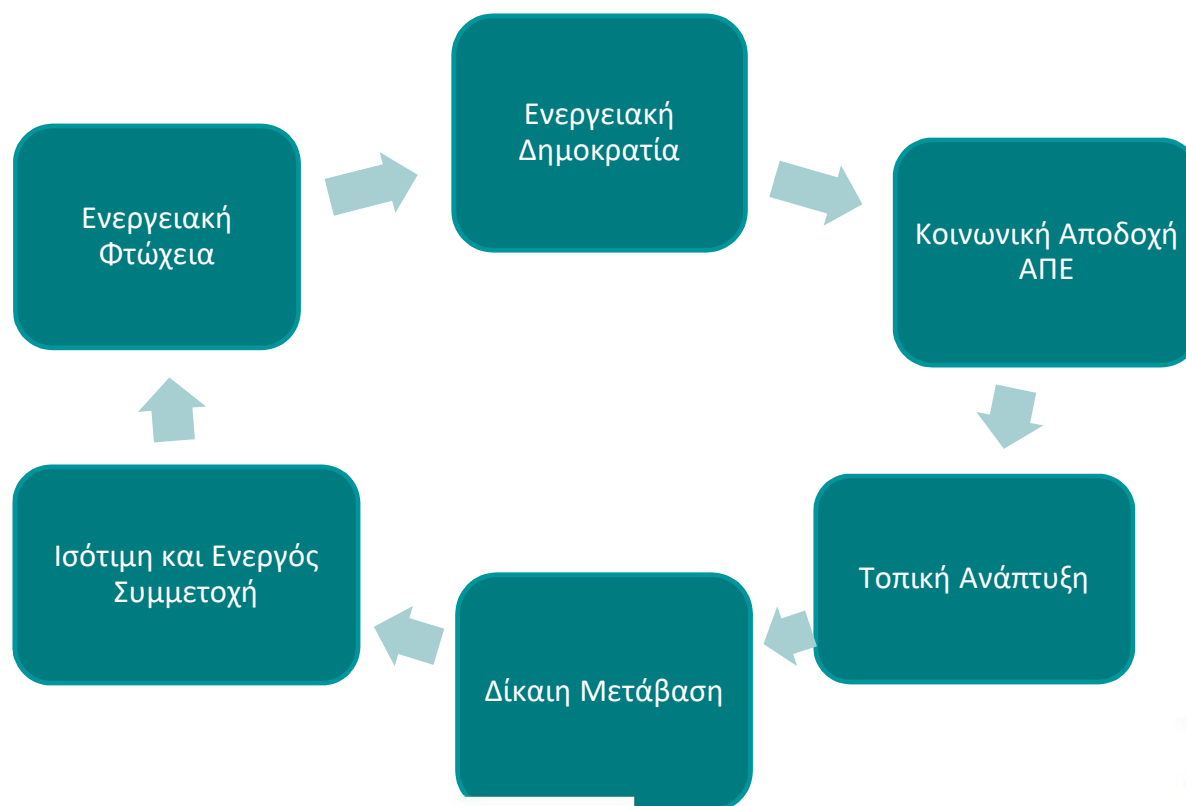 Ενεργειακή
Δημοκρατία
Κοινωνική Αποδοχή
ΑΠΕ
Τοπική Ανάπτυξη
Δίκαιη Μετάβαση
Ισότιμη και Ενεργός
Συμμετοχή
Ενεργειακή
Φτώχεια